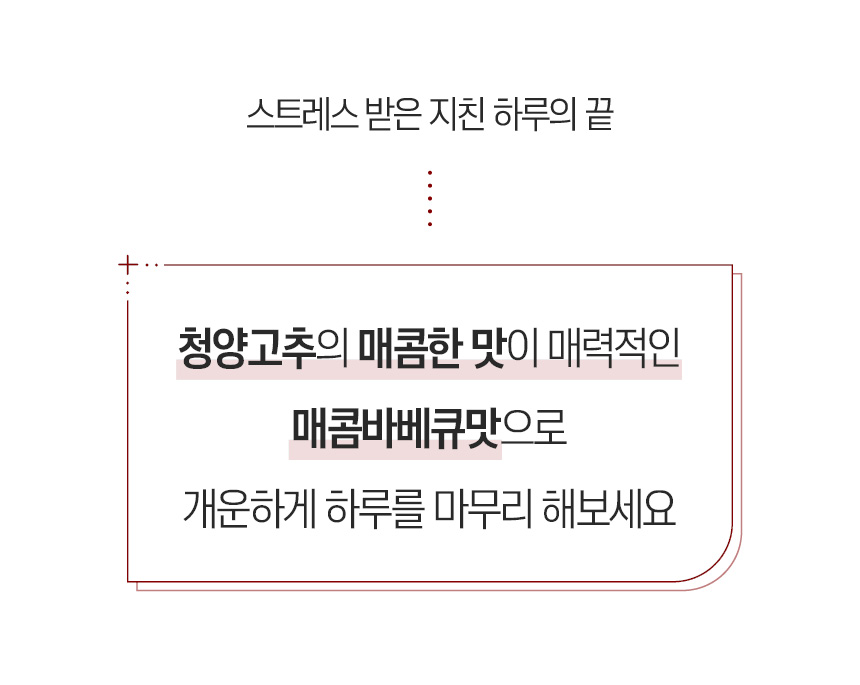 스트레스 받은 지친 하루의 끝
청양고추의 매콤한 맛이 매력적인
매콤바베큐맛으로
개운하게 하루를 마무리 해보세요